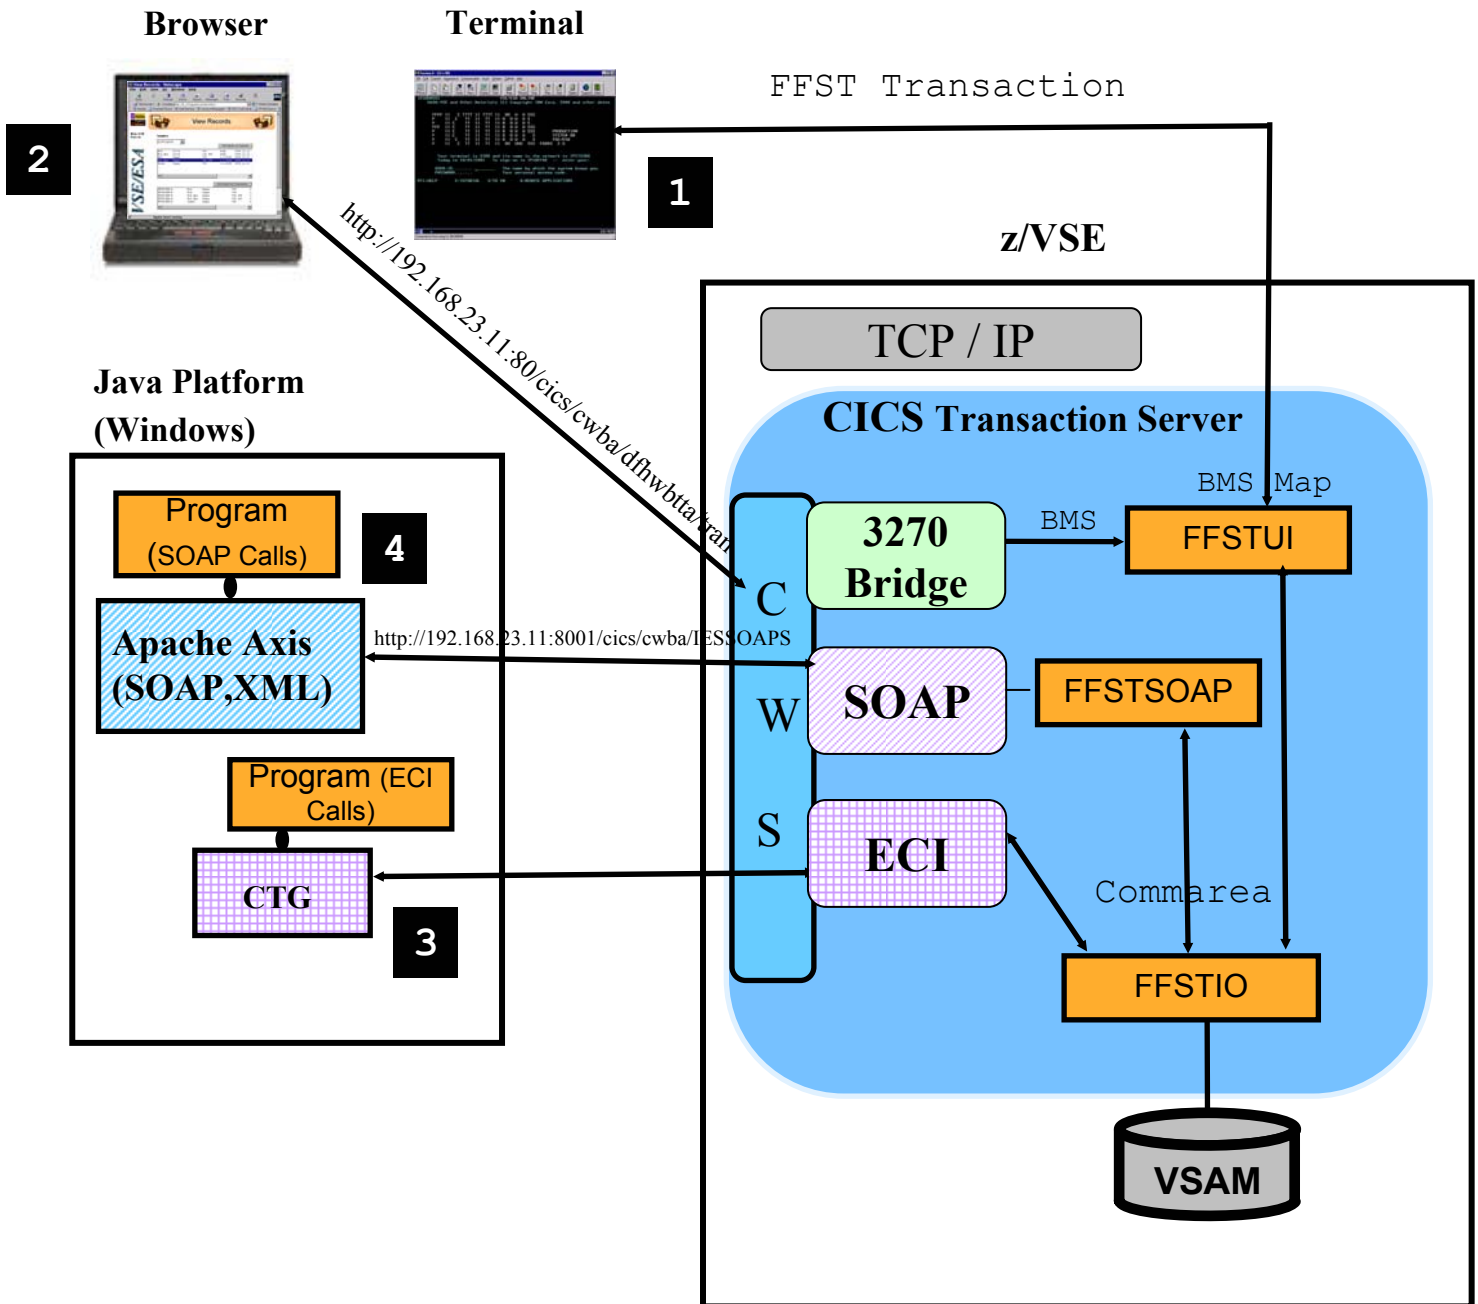 Browser
Terminal
FFST Transaction
View Records
VSE/ESA
2
1
z/VSE
http://192.168.23.11:80/cics/cwba/dfhwbtta/tran
TCP / IP
Java Platform
(Windows)
CICS Transaction Server
BMS Map
Program
(SOAP Calls)
4
3270
Bridge
BMS
FFSTUI
C
W
S
Apache Axis
(SOAP,XML)
http://192.168.23.11:8001/cics/cwba/IESSOAPS
SOAP
FFSTSOAP
Program (ECI
Calls)
CTG
3
ECI
Commarea
FFSTIO
VSAM